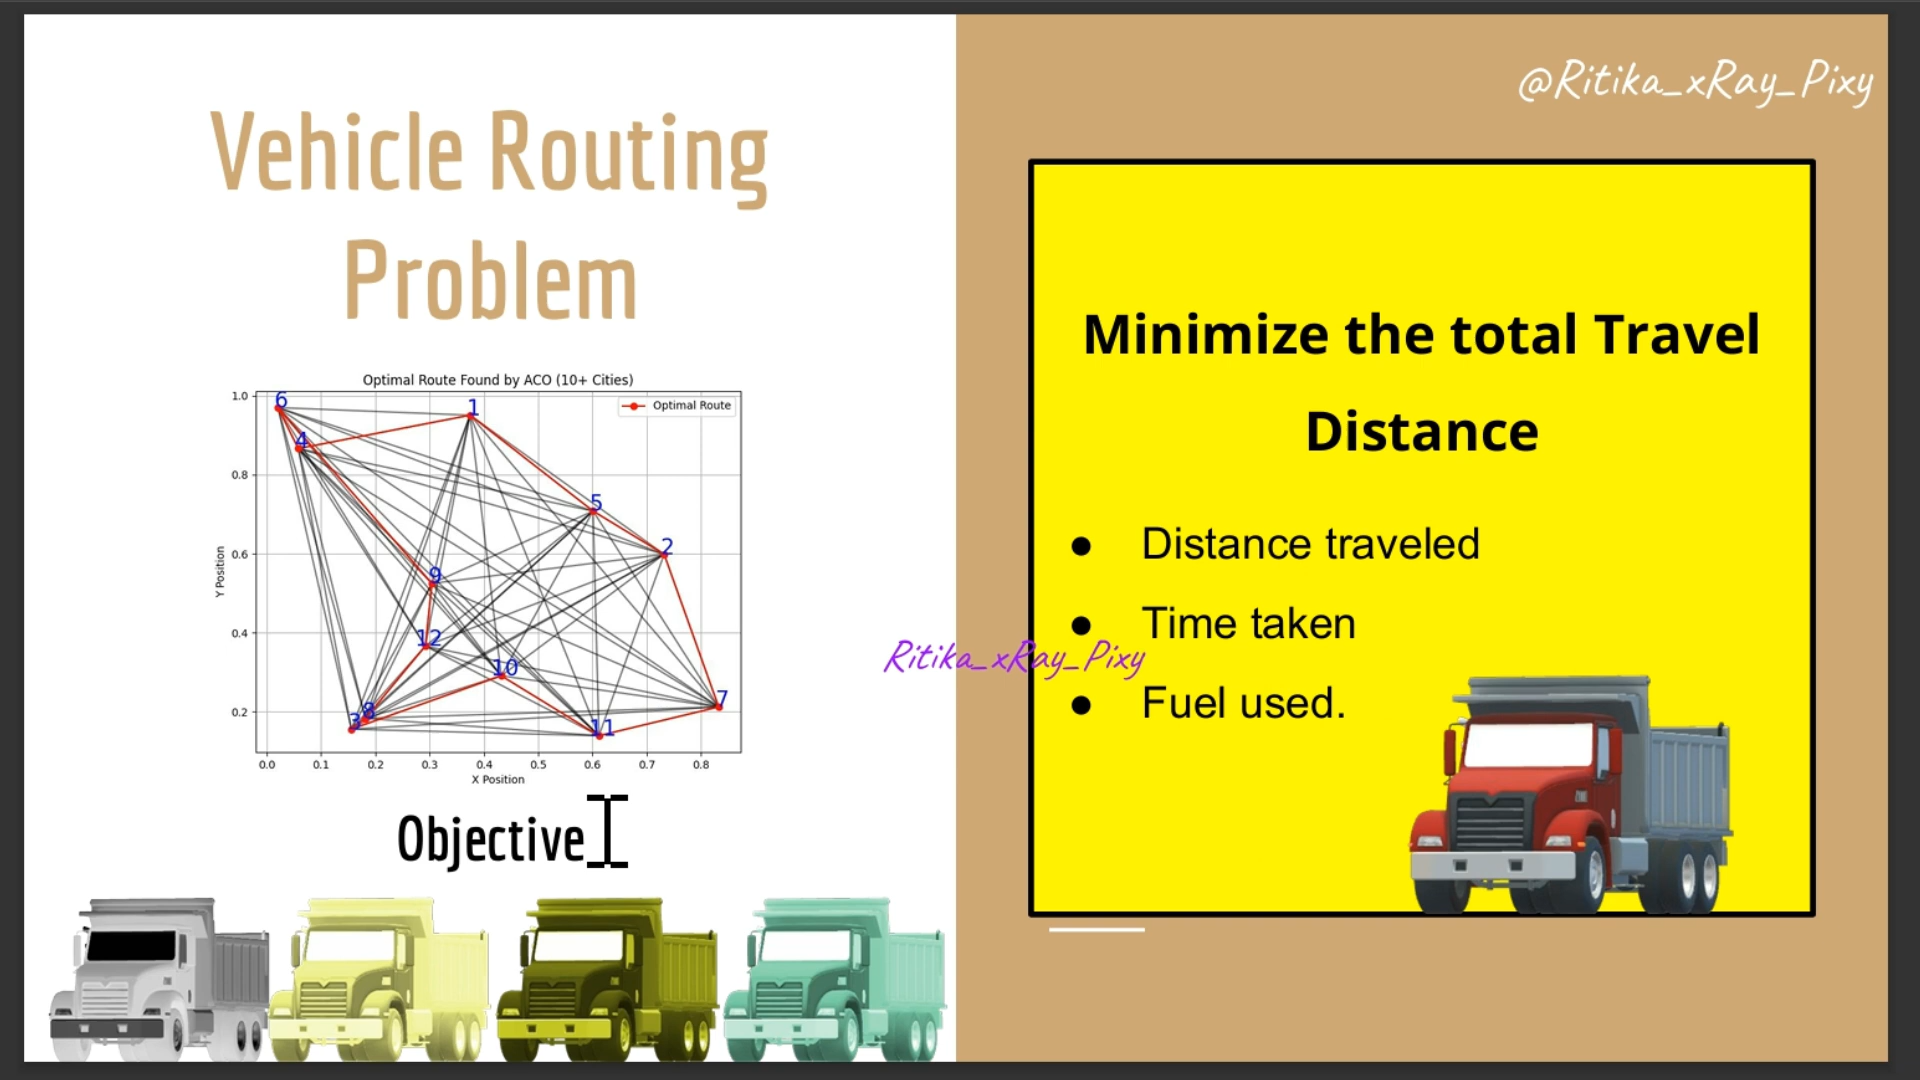 @Ritika_xRay_Pixy
Vehicle Routing
Problem
Optimal Route Found by ACO (10+ Cities)
Optimal Route
1.0
0.8
0.6
0.4
0.2
Y Position
6
1
4
5
2
9
12
10
7
8
3
11
0.0 0.1 0.2 0.3 0.4 0.5 0.6 0.7 0.8
X Position
Objective
Minimize the total Travel
Distance
● Distance traveled
● Time taken
● Fuel used.
Ritika_xRay_Pixy